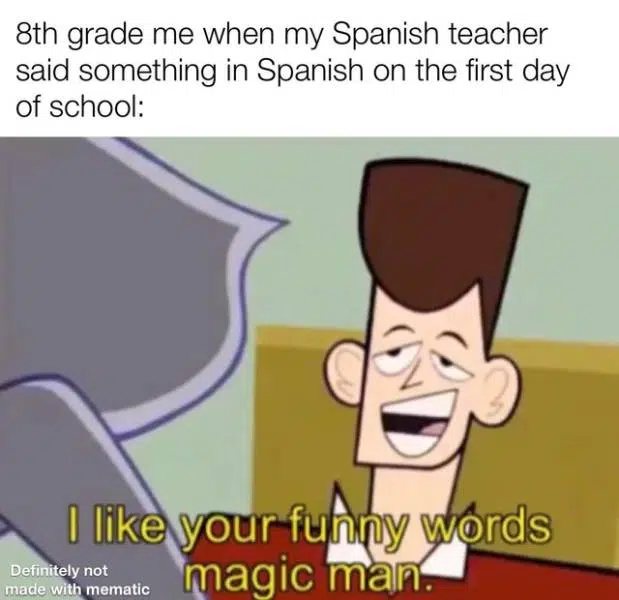 8th grade me when my Spanish teacher
said something in Spanish on the first day
of school:
I like your funny words
magic man.
Definitely not
made with mematic